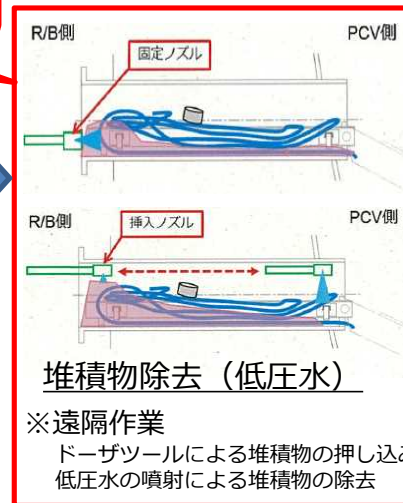 R/B側
PCV側
固定ノズル
R/B側
PCV側
挿入ノズル
堆積物除去（低圧水）
※遠隔作業
ドーザツールによる堆積物の押し込み
低圧水の噴射による堆積物の除去